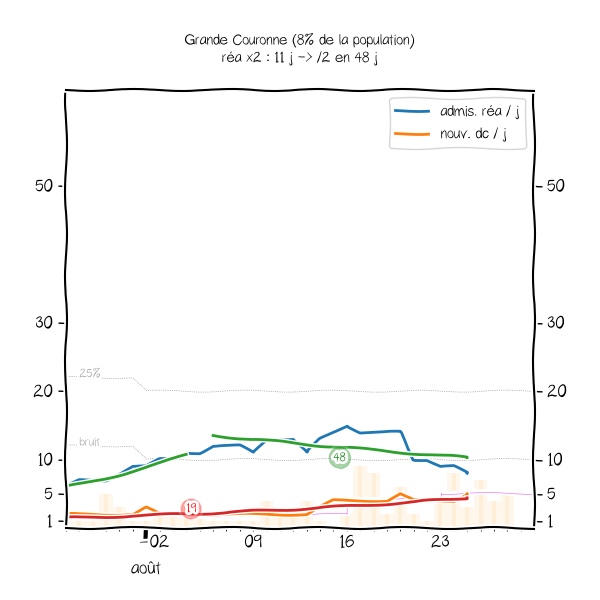 Grande Couronne (8% de la population)
réa x2 : 11 j -> /2 en 48 j
admis. réa / j
nouv. dc / j
50 50
30 30
25%
20 20
bruit
10 10
48
5 5
19
1 1
02 09 16 23
août